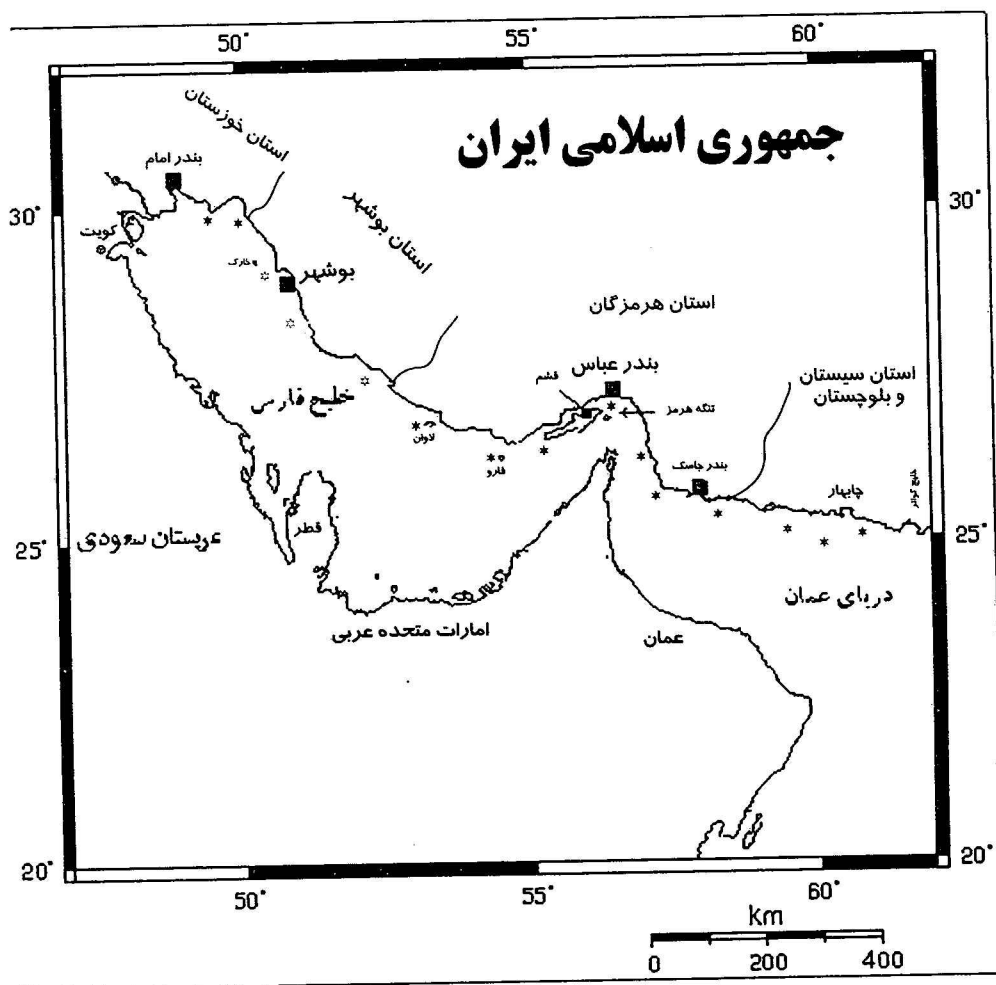 50°
55°
60°
استان خوزستان
جمهوری اسلامی ایران
بندر امام
30°
30°
استان بوشهر
کویت
خارک
بوشهر
استان هرمزگان
بندر عباس
استان سیستان
و بلوچستان
قشم
تنگه هرمز
خلیج فارس
لاوان
فارو
بندر جاسک
چابهار
خلیج گواتر
قطر
عربستان سعودی
25°
25°
دریای عمان
امارات متحده عربی
عمان
20°
20°
50°
55°
60°
km
0 200 400